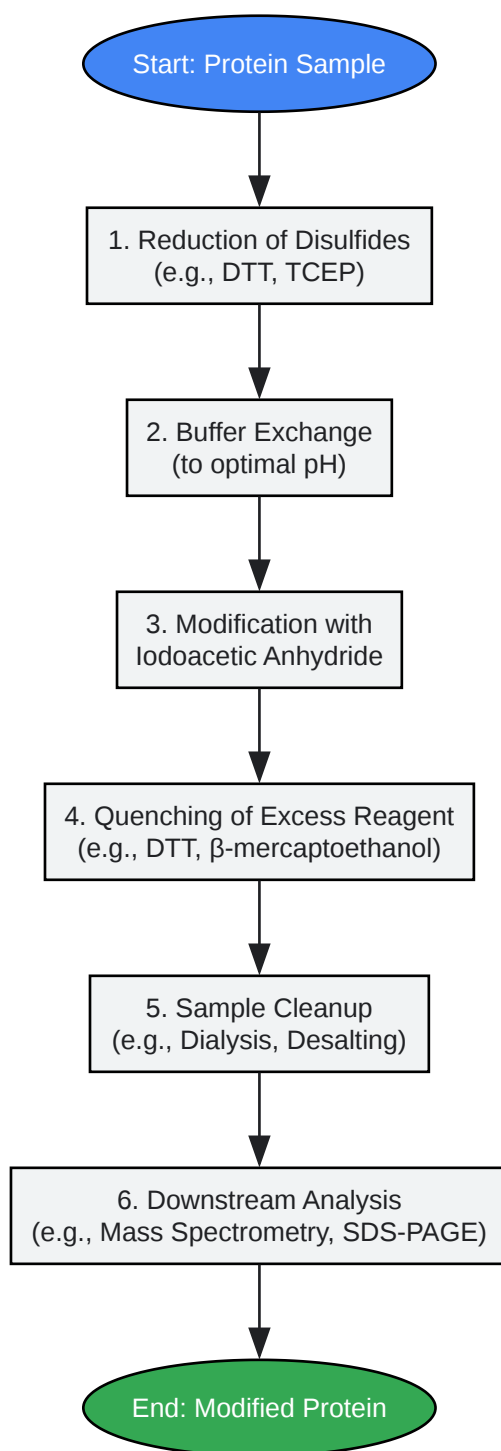 Start: Protein Sample
1. Reduction of Disulfides
(e.g., DTT, TCEP)
2. Buffer Exchange
(to optimal pH)
3. Modification with
Iodoacetic Anhydride
4. Quenching of Excess Reagent
(e.g., DTT, β-mercaptoethanol)
5. Sample Cleanup
(e.g., Dialysis, Desalting)
6. Downstream Analysis
(e.g., Mass Spectrometry, SDS-PAGE)
End: Modified Protein